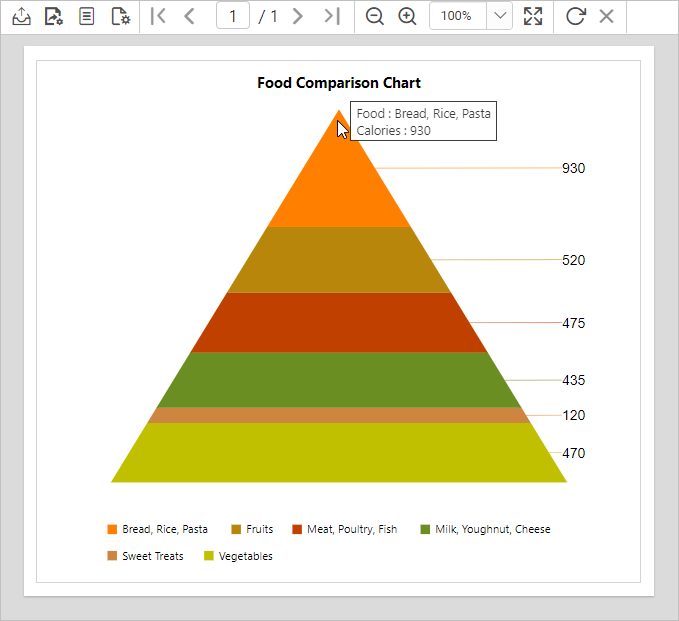 1 / 1 100%
Food Comparison Chart
Food : Bread, Rice, Pasta
Calories : 930
930
520
475
435
120
470
Bread, Rice, Pasta Fruits Meat, Poultry, Fish Milk, Youghnut, Cheese
Sweet Treats Vegetables